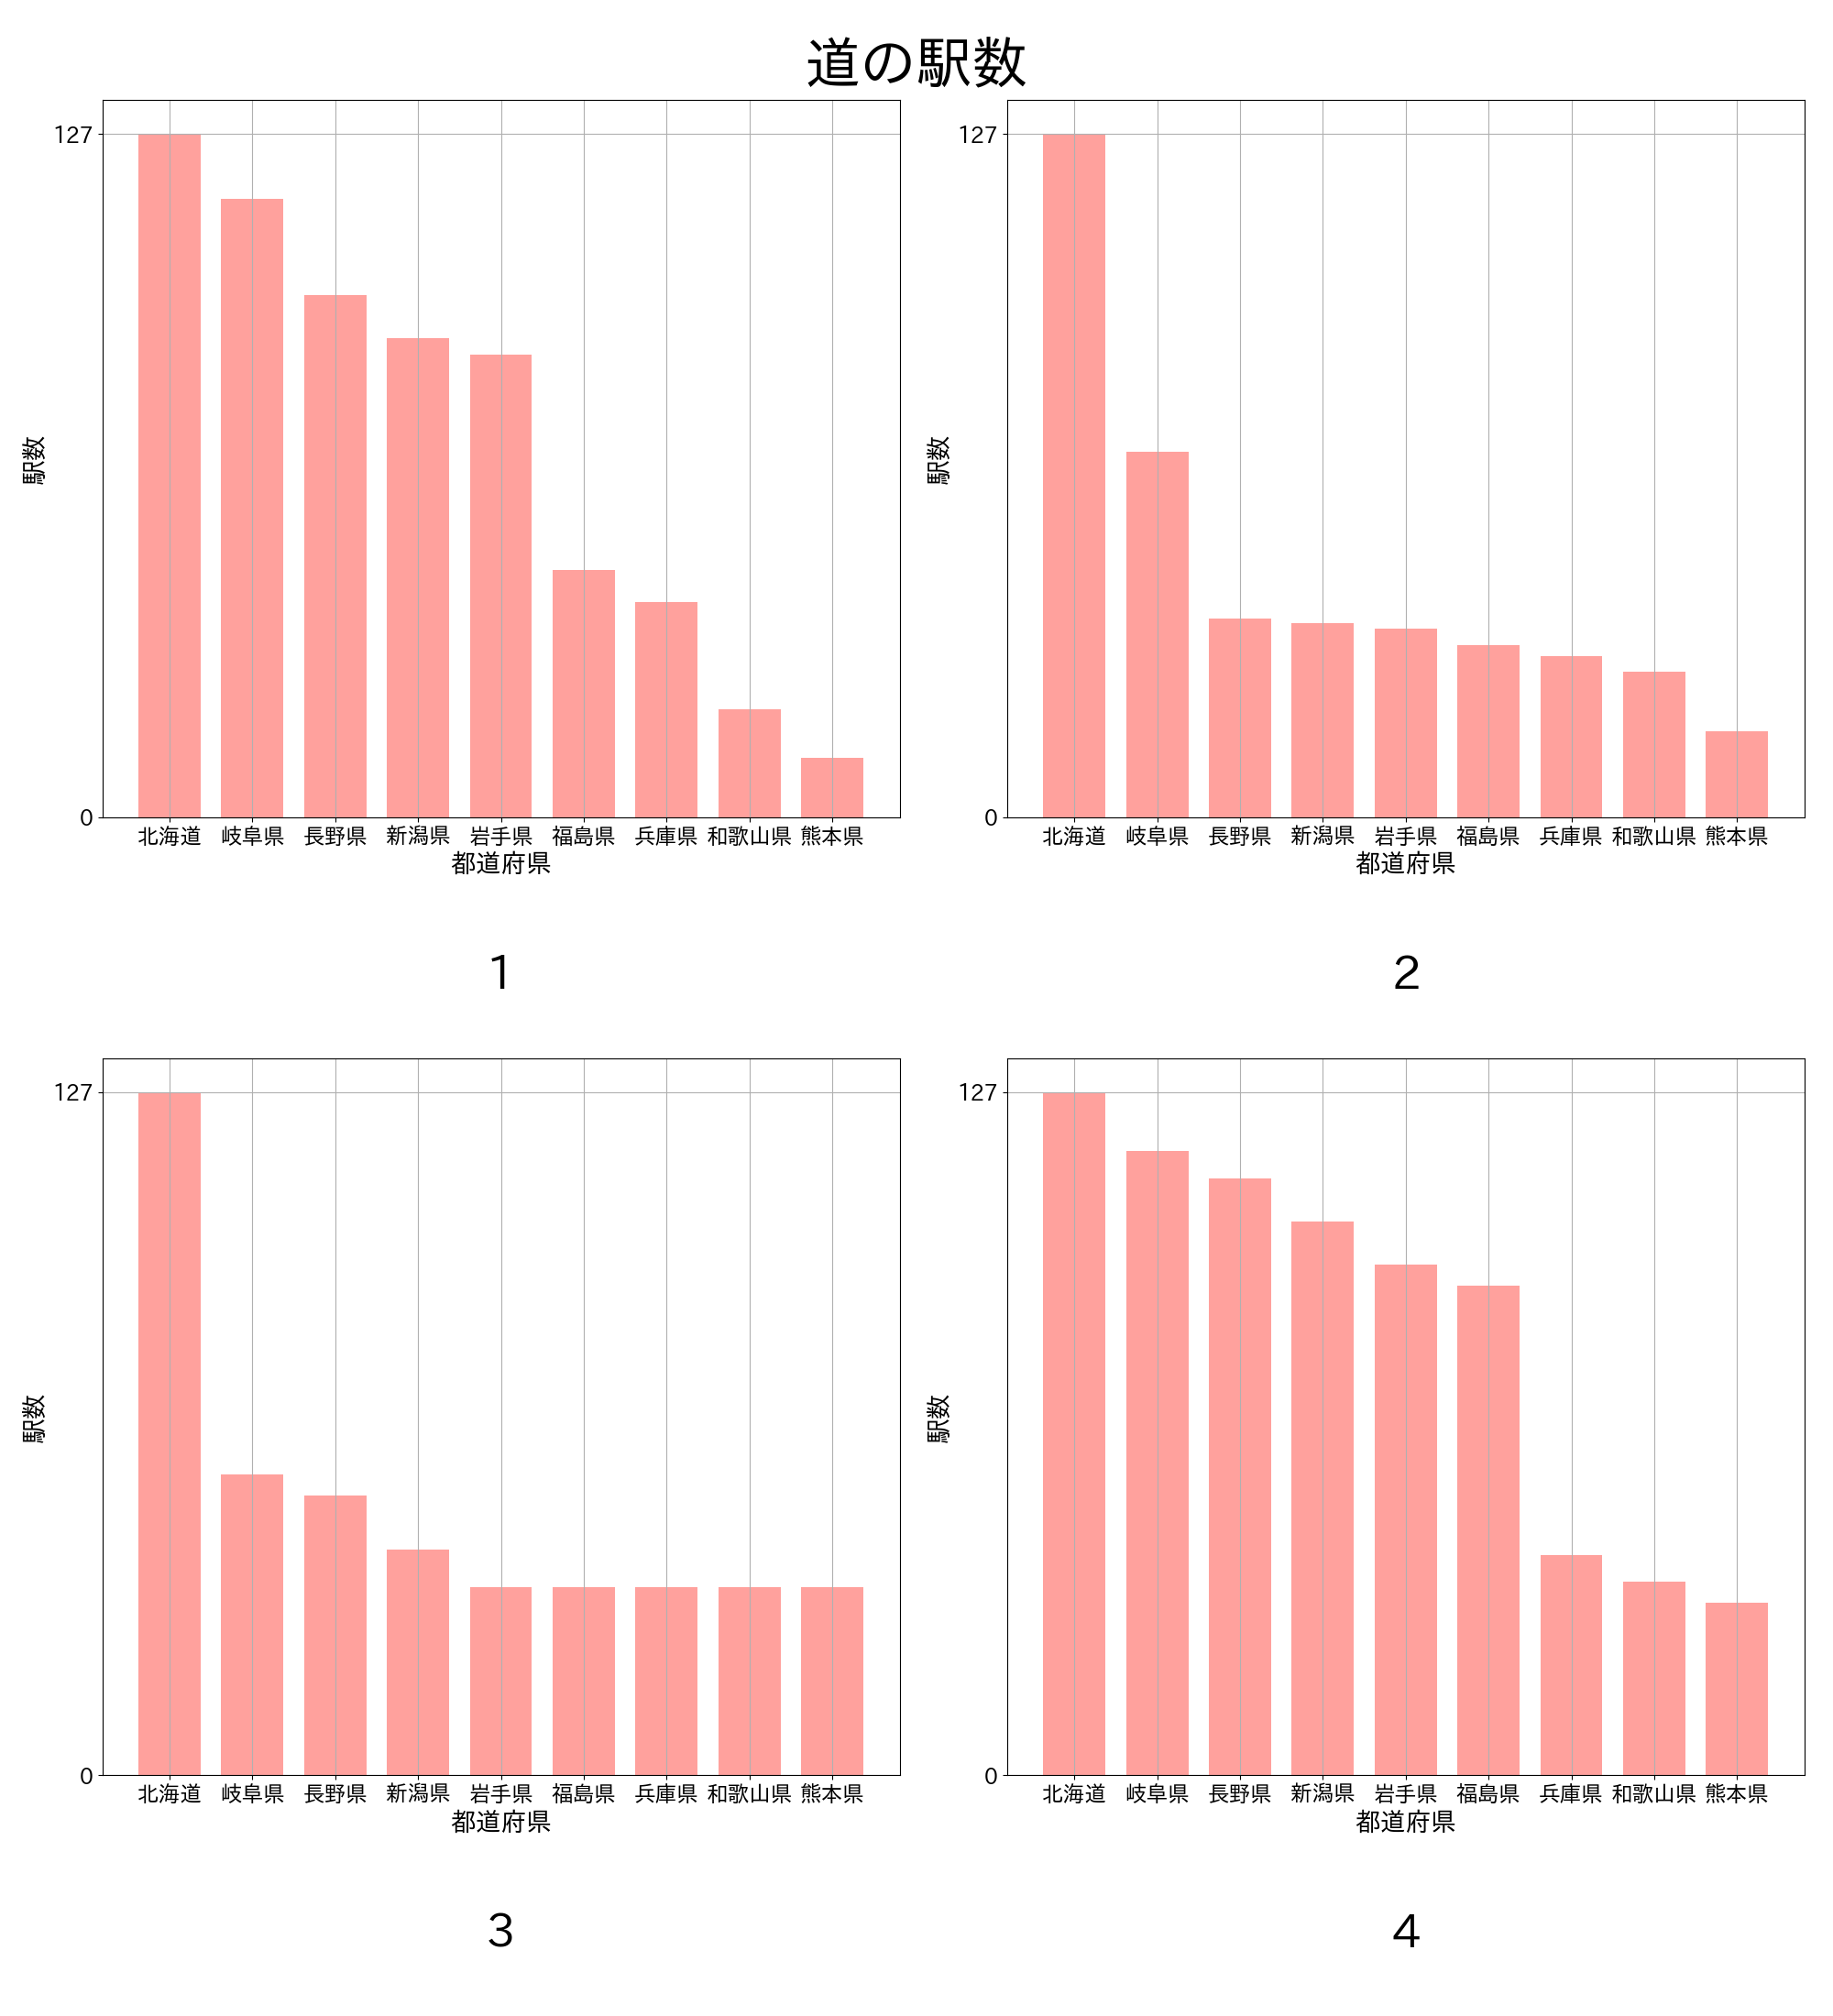 道の駅数
127
0
駅数
北海道 岐阜県 長野県 新潟県 岩手県 福島県 兵庫県 和歌山県 熊本県
都道府県
1
127
0
駅数
北海道 岐阜県 長野県 新潟県 岩手県 福島県 兵庫県 和歌山県 熊本県
都道府県
2
127
0
駅数
北海道 岐阜県 長野県 新潟県 岩手県 福島県 兵庫県 和歌山県 熊本県
都道府県
3
127
0
駅数
北海道 岐阜県 長野県 新潟県 岩手県 福島県 兵庫県 和歌山県 熊本県
都道府県
4